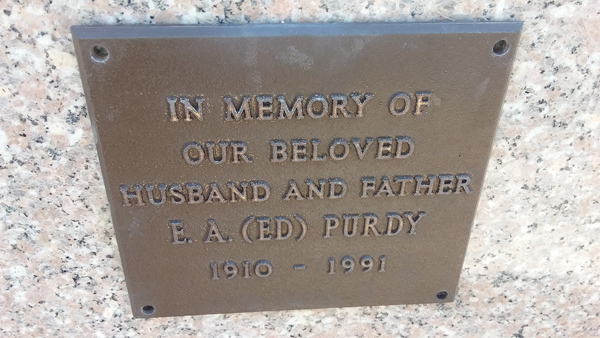 IN MEMORY OF
OUR BELOVED
HUSBAND AND FATHER
E. A. (ED) PURDY
1910 - 1991